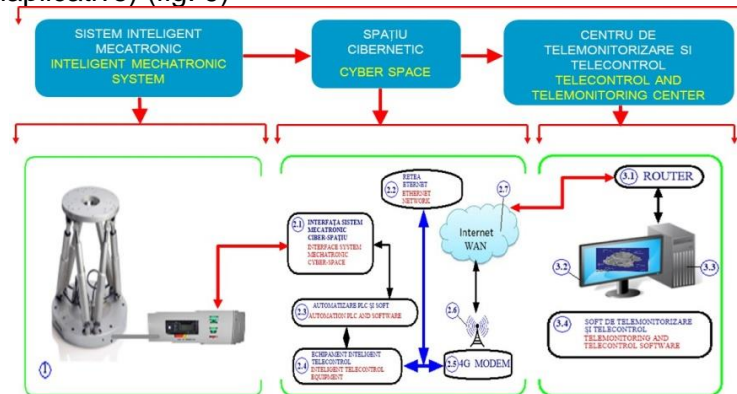 SISTEM INTELIGENT
MECATRONIC
INTELIGENT MECHATRONIC
SYSTEM
SPAȚIU
CIBERNETIC
CYBER SPACE
CENTRU DE
TELEMONITORIZARE SI
TELECONTROL
TELECONTROL AND
TELEMONITORING CENTER
1
2.1
INTERFAȚA SISTEM
MECATRONIC
CIBER-SPAȚIU
INTERFACE SYSTEM
MECHATRONIC
CYBER-SPACE
2.2
RETEA
ETERNET
ETHERNET
NETWORK
2.3
AUTOMATIZARE PLC ȘI SOFT
AUTOMATION PLC AND SOFTWARE
2.4
ECHIPAMENT INTELIGENT
TELECONTROL
INTELIGENT TELECONTROL
EQUIPMENT
2.7
Internet
WAN
2.6
2.5 4G MODEM
3.1 ROUTER
3.2
3.3
3.4
SOFT DE TELEMONITORIZARE
ȘI TELECONTROL
TELEMONITORING AND
TELECONTROL SOFTWARE